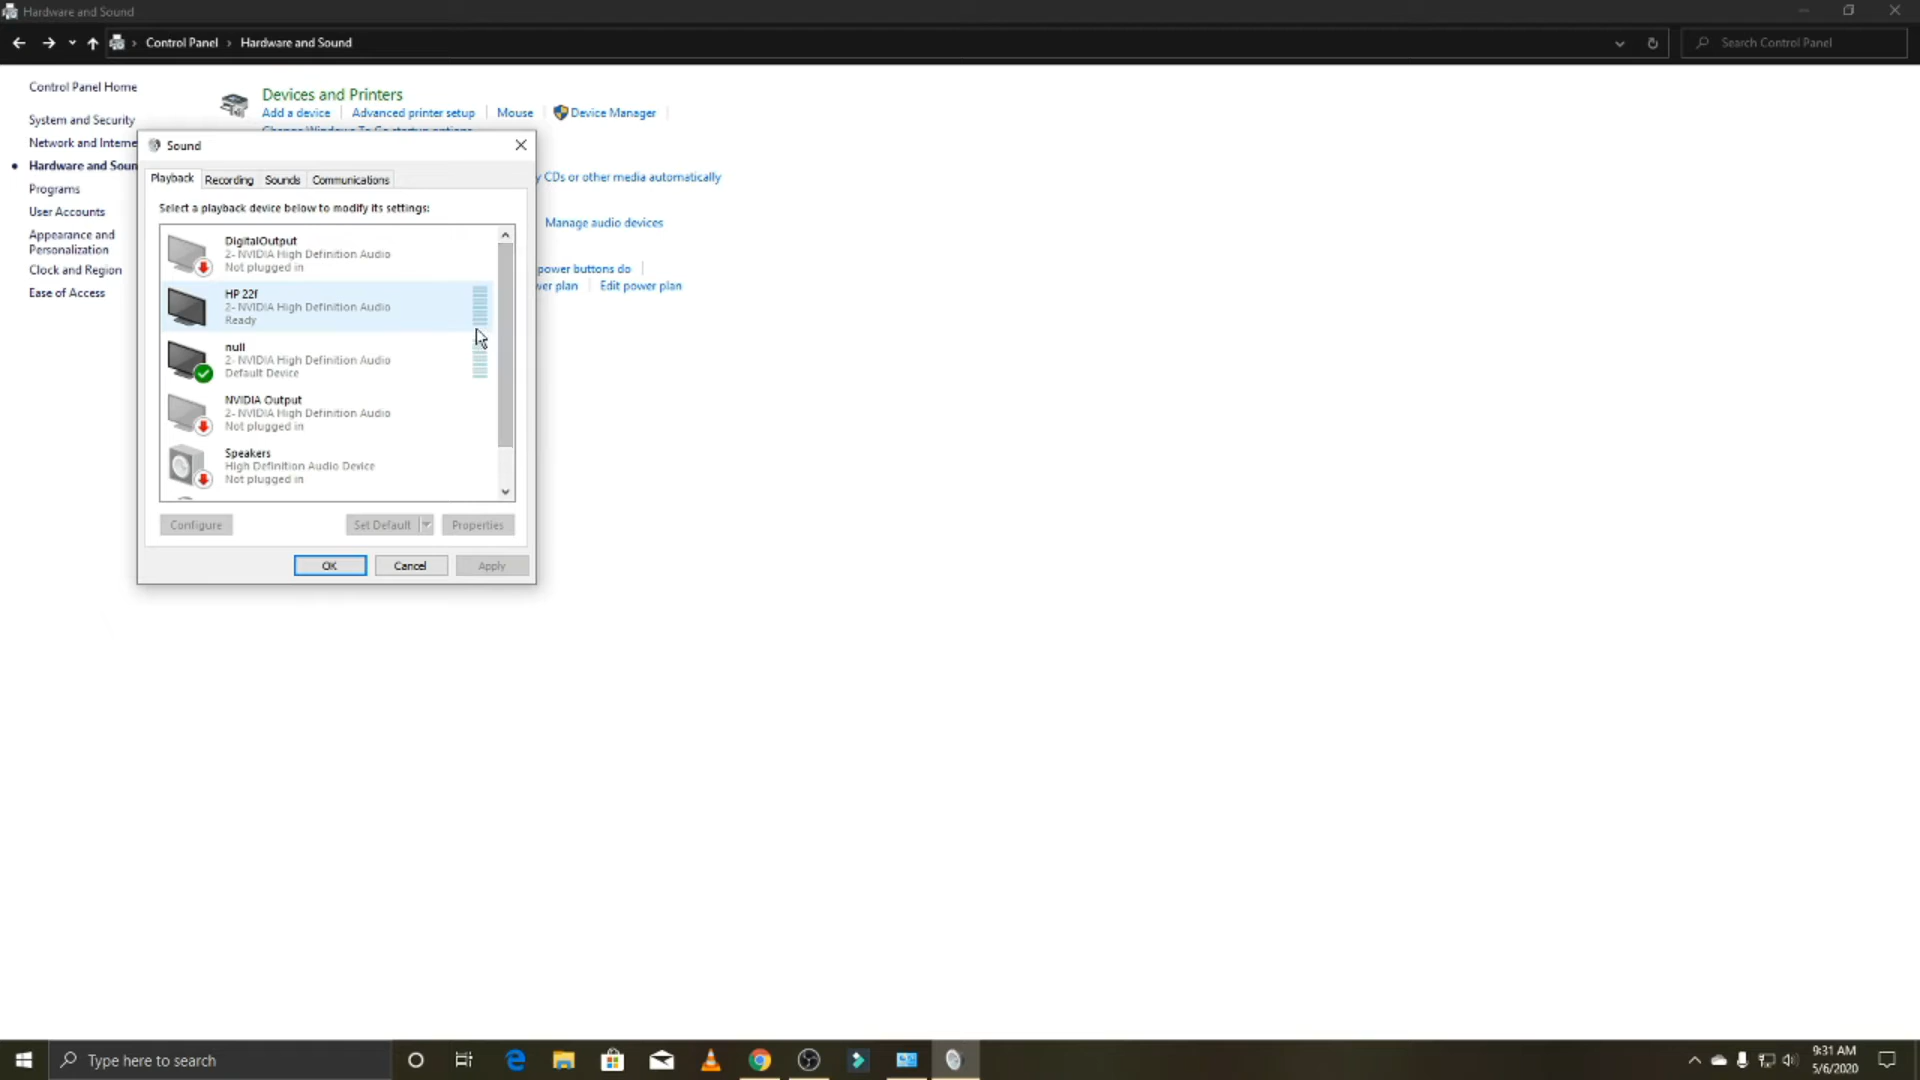 Hardware and Sound
Control Panel › Hardware and Sound
Search Control Panel
Control Panel Home
System and Security
Network and Interne
Hardware and Soun
Programs
User Accounts
Appearance and
Personalization
Clock and Region
Ease of Access
Devices and Printers
Add a device
Advanced printer setup
Mouse
Device Manager
Change Windows To Go startup options
y CDs or other media automatically
Manage audio devices
power buttons do
ver plan
Edit power plan
Sound
Playback
Recording
Sounds
Communications
Select a playback device below to modify its settings:
DigitalOutput
2- NVIDIA High Definition Audio
Not plugged in
HP 22f
2- NVIDIA High Definition Audio
Ready
null
2- NVIDIA High Definition Audio
Default Device
NVIDIA Output
2- NVIDIA High Definition Audio
Not plugged in
Speakers
High Definition Audio Device
Not plugged in
Configure
Set Default
Properties
OK
Cancel
Apply
Type here to search
9:31 AM
5/6/2020